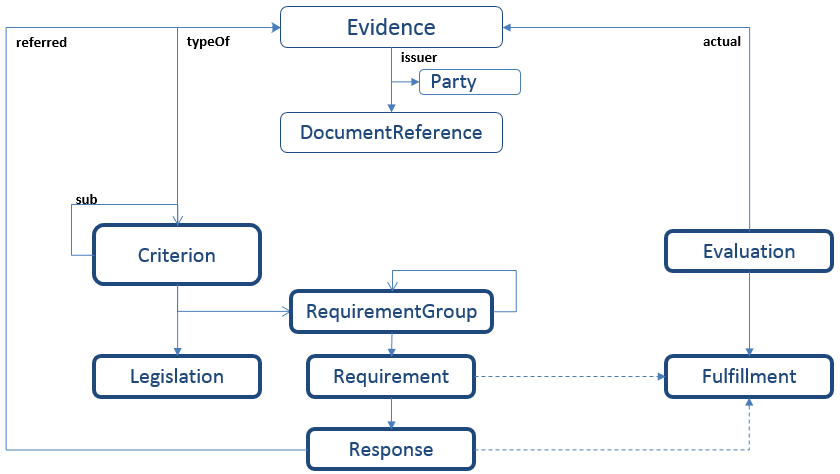 Evidence
referred
typeOf
actual
issuer
Party
DocumentReference
sub
Criterion
Evaluation
RequirementGroup
Legislation
Requirement
Fulfillment
Response